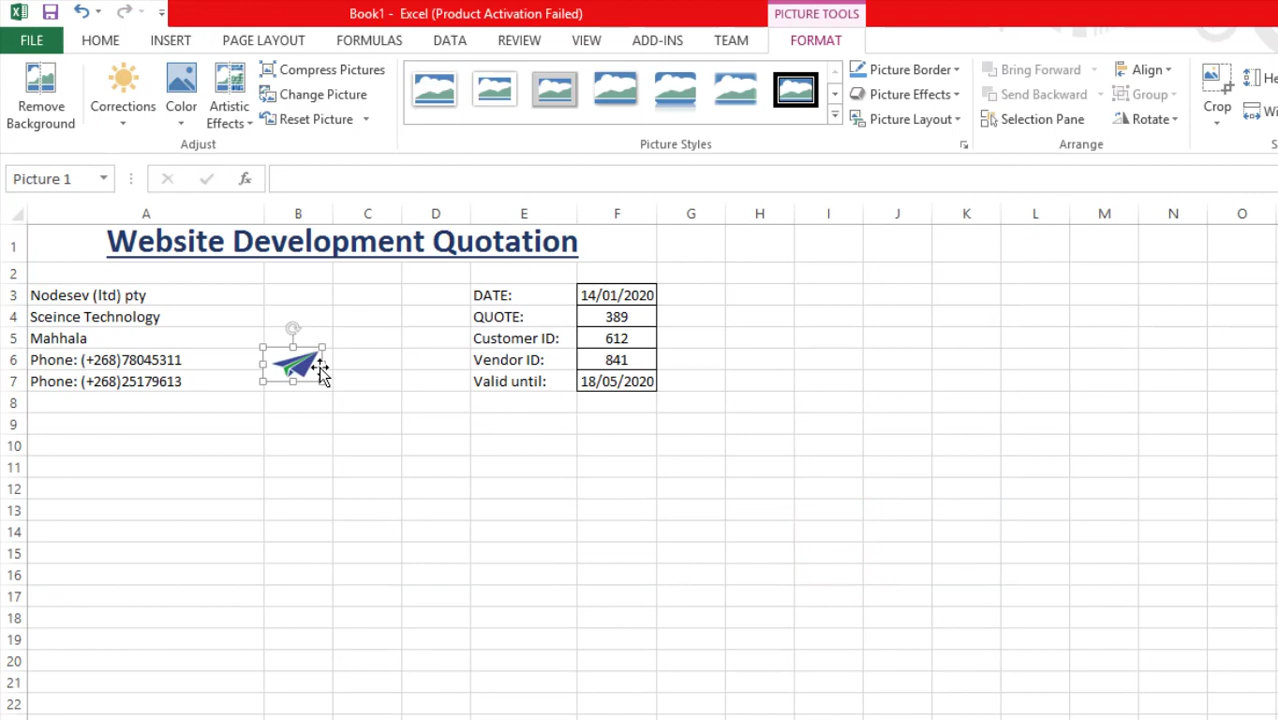 Book1 - Excel (Product Activation Failed)
PICTURE TOOLS
FILE HOME INSERT PAGE LAYOUT FORMULAS DATA REVIEW VIEW ADD-INS TEAM FORMAT
Remove Background
Corrections
Color
Artistic Effects
Compress Pictures
Change Picture
Reset Picture
Adjust
Picture Styles
Picture Border
Picture Effects
Picture Layout
Bring Forward
Send Backward
Selection Pane
Align
Group
Rotate
Arrange
Crop
Picture 1
fx
A B C D E F G H I J K L M N O
1 Website Development Quotation
2
3 Nodesev (ltd) pty DATE: 14/01/2020
4 Sceince Technology QUOTE: 389
5 Mahhala Customer ID: 612
6 Phone: (+268)78045311 Vendor ID: 841
7 Phone: (+268)25179613 Valid until: 18/05/2020
8
9
10
11
12
13
14
15
16
17
18
19
20
21
22